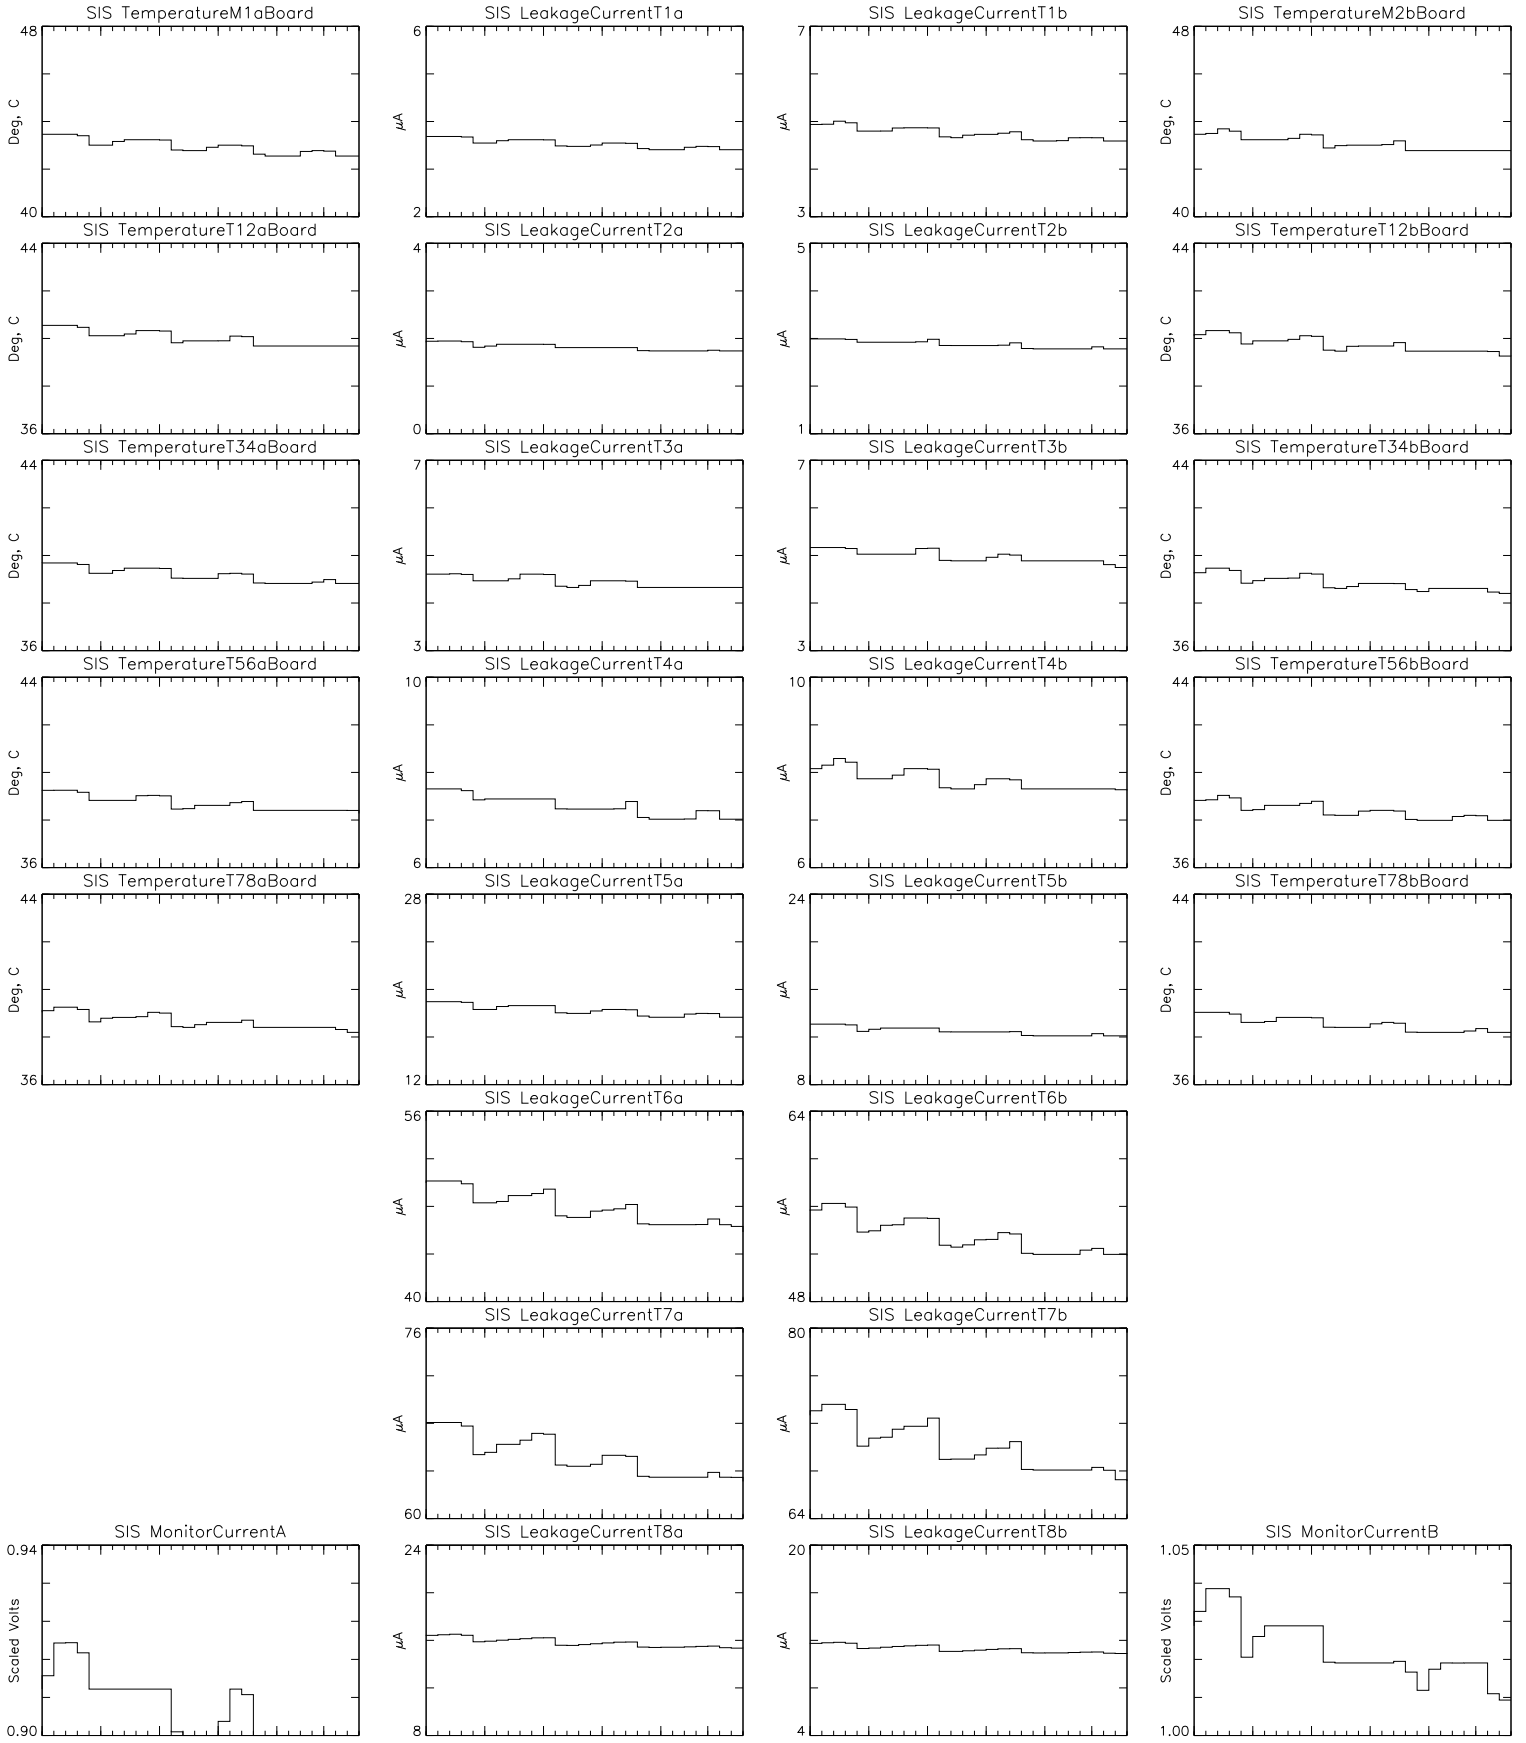 SIS TemperatureM1aBoard
48
Deg, C
40
SIS LeakageCurrentT1a
6
μA
2
SIS LeakageCurrentT1b
7
μA
3
SIS TemperatureM2bBoard
48
Deg, C
40
SIS TemperatureT12aBoard
44
Deg, C
36
SIS LeakageCurrentT2a
4
μA
0
SIS LeakageCurrentT2b
5
μA
1
SIS TemperatureT12bBoard
44
Deg, C
36
SIS TemperatureT34aBoard
44
Deg, C
36
SIS LeakageCurrentT3a
7
μA
3
SIS LeakageCurrentT3b
7
μA
3
SIS TemperatureT34bBoard
44
Deg, C
36
SIS TemperatureT56aBoard
44
Deg, C
36
SIS LeakageCurrentT4a
10
μA
6
SIS LeakageCurrentT4b
10
μA
6
SIS TemperatureT56bBoard
44
Deg, C
36
SIS TemperatureT78aBoard
44
Deg, C
36
SIS LeakageCurrentT5a
28
μA
12
SIS LeakageCurrentT5b
24
μA
8
SIS TemperatureT78bBoard
44
Deg, C
36
SIS LeakageCurrentT6a
56
μA
40
SIS LeakageCurrentT6b
64
μA
48
SIS LeakageCurrentT7a
76
μA
60
SIS LeakageCurrentT7b
80
μA
64
SIS MonitorCurrentA
0.94
Scaled Volts
0.90
SIS LeakageCurrentT8a
24
μA
8
SIS LeakageCurrentT8b
20
μA
4
SIS MonitorCurrentB
1.05
Scaled Volts
1.00